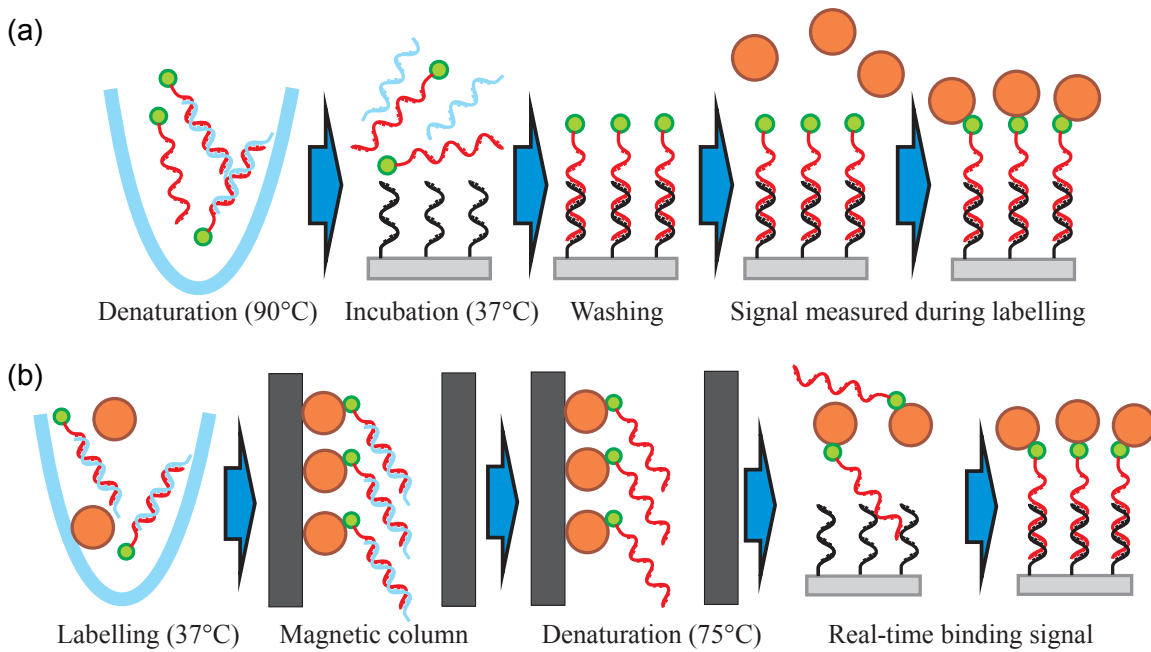 (a)
Denaturation (90°C)
Incubation (37°C)
Washing
Signal measured during labelling
(b)
Labelling (37°C)
Magnetic column
Denaturation (75°C)
Real-time binding signal